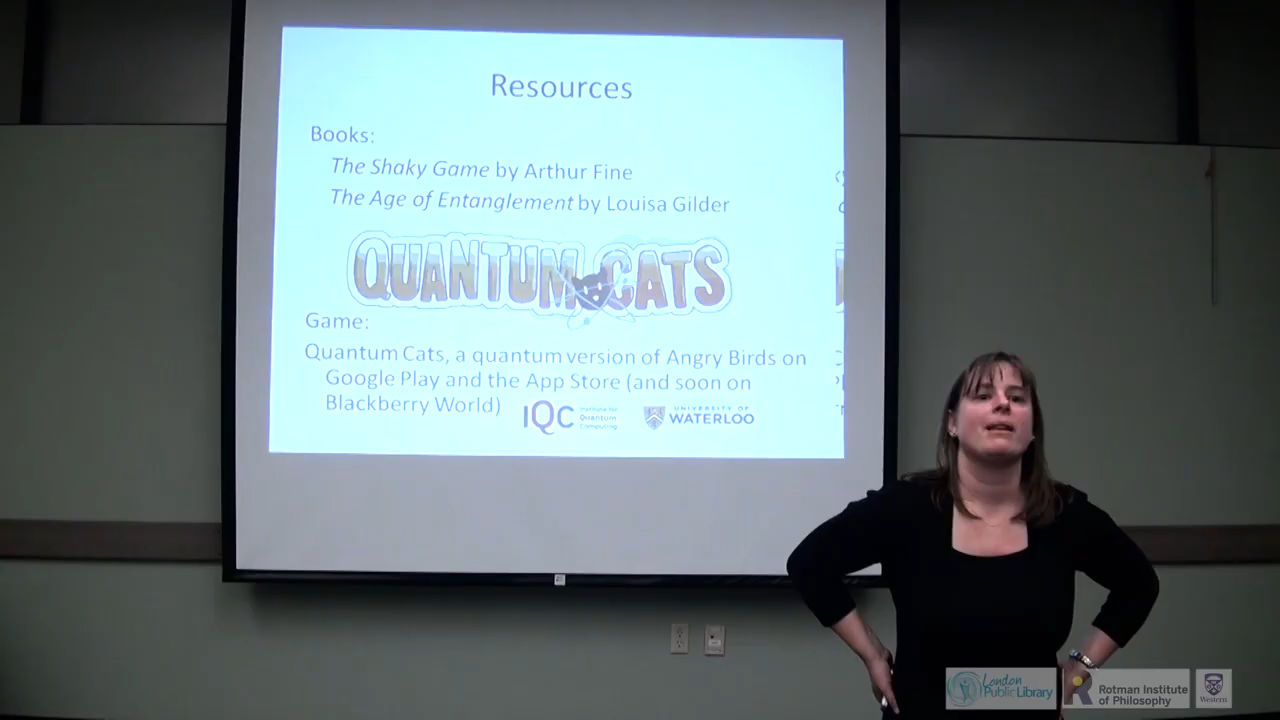 Resources
Books:
The Shaky Game by Arthur Fine
The Age of Entanglement by Louisa Gilder
QUANTUM CATS
Game:
Quantum Cats, a quantum version of Angry Birds on
Google Play and the App Store (and soon on
Blackberry World)
IQC
Institute for
Quantum
Computing
UNIVERSITY OF
WATERLOO
London
Public Library
R
Rotman Institute
of Philosophy
Western